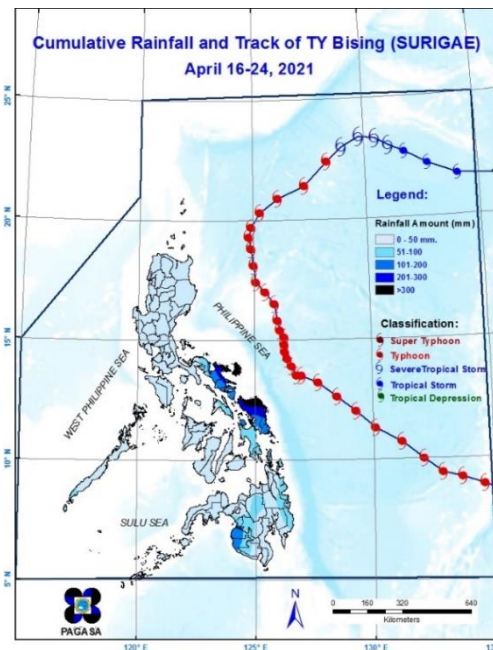 Cumulative Rainfall and Track of TY Bising (SURIGAE)
April 16-24, 2021
25°N
20°N
15°N
10°N
5°N
WEST PHILIPPINE SEA
PHILIPPINE SEA
SULU SEA
Legend:
Rainfall Amount (mm)
0 - 50 mm.
51-100
101-200
201-300
>300
Classification:
Super Typhoon
Typhoon
SevereTropical Storm
Tropical Storm
Tropical Depression
PAGASA
N
0 160 320 640
Kilometers
120°E
125°E
130°E